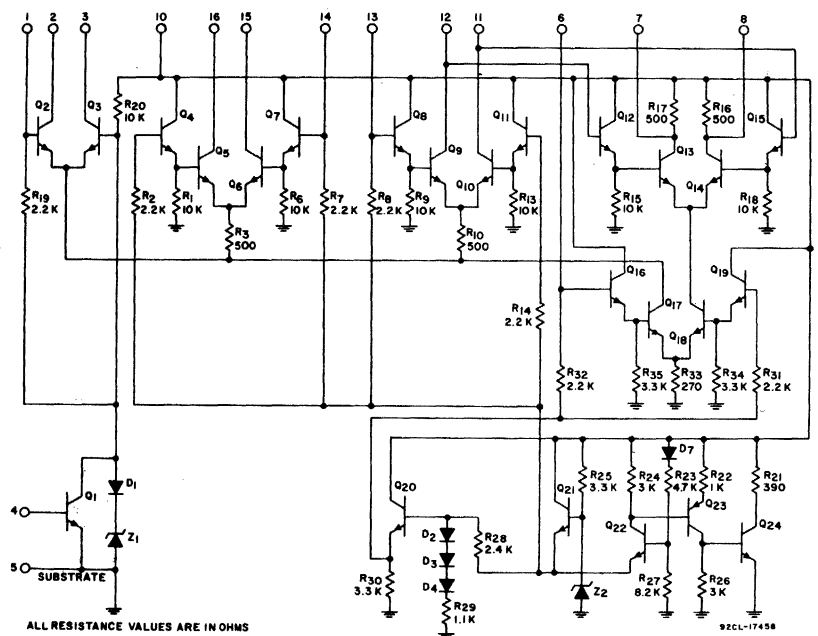 1 2 3 10 16 15 14 13 12 11 6 7 8
Q2 Q3 R20 10 K Q4 Q5 Q6 Q7 Q8 Q9 Q10 Q11 Q12 R17 500 R16 500 Q13 Q14 Q15
R19 2.2 K R2 2.2 K R1 10K R3 500 R6 10K R7 2.2 K R8 2.2 K R9 10 K R10 500 R13 10K R15 10K R18 10 K
Q16 Q17 Q18 Q19
R14 2.2 K
R32 2.2 K R35 3.3 K R33 270 R34 3.3 K R31 2.2 K
4 Q1 D1 Z1
5 SUBSTRATE
Q20 D2 D3 D4 R28 2.4 K R30 3.3 K R29 1.1 K
Q21 R25 3.3 K Z2 R24 3 K D7 R23 4.7 K R22 1 K R21 390
Q22 Q23 Q24 R27 8.2 K R26 3 K
ALL RESISTANCE VALUES ARE IN OHMS
92CL-17458